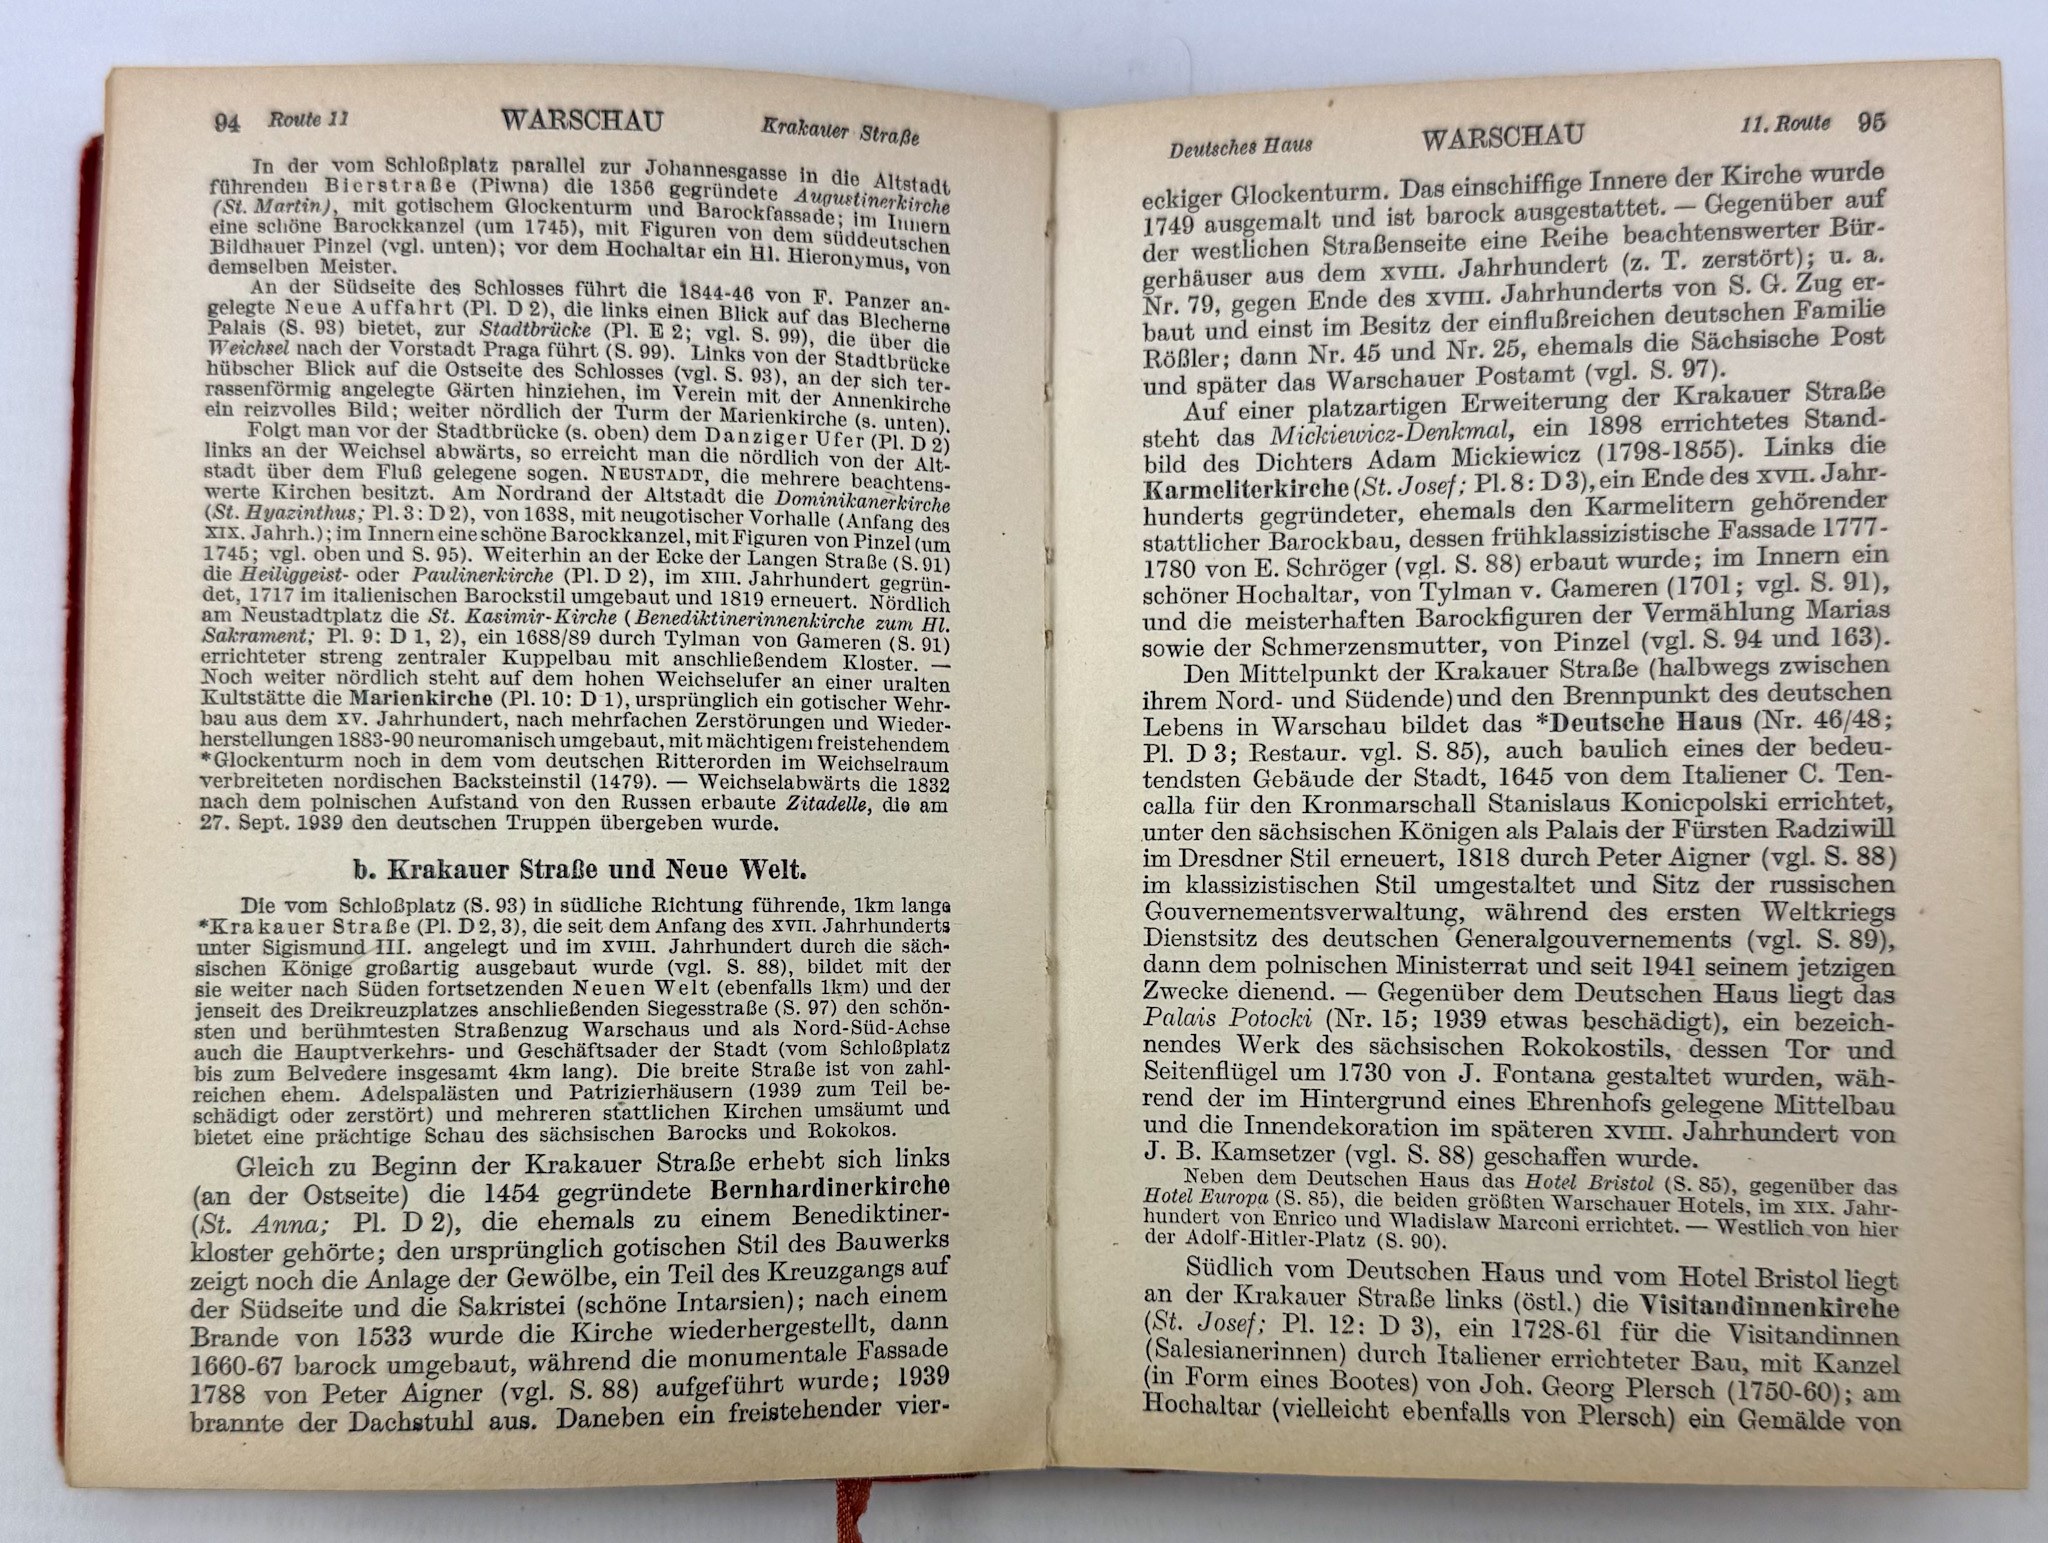 94 Route 11 WARSCHAU Krakauer Straße
In der vom Schloßplatz parallel zur Johannesgasse in die Altstadt
führenden Bierstraße (Piwna) die 1356 gegründete Augustinerkirche
(St. Martin), mit gotischem Glockenturm und Barockfassade; im Innern
eine schöne Barockkanzel (um 1745), mit Figuren von dem süddeutschen
Bildhauer Pinzel (vgl. unten); vor dem Hochaltar ein Hl. Hieronymus, von
demselben Meister.
An der Südseite des Schlosses führt die 1844-46 von F. Panzer an-
gelegte Neue Auffahrt (Pl. D 2), die links einen Blick auf das Blecherne
Palais (S. 93) bietet, zur Stadtbrücke (Pl. E 2; vgl. S. 99), die über die
Weichsel nach der Vorstadt Praga führt (S. 99). Links von der Stadtbrücke
hübscher Blick auf die Ostseite des Schlosses (vgl. S. 93), an der sich ter-
rassenförmig angelegte Gärten hinziehen, im Verein mit der Annenkirche
ein reizvolles Bild; weiter nördlich der Turm der Marienkirche (s. unten).
Folgt man vor der Stadtbrücke (s. oben) dem Danziger Ufer (Pl. D 2)
links an der Weichsel abwärts, so erreicht man die nördlich von der Alt-
stadt über dem Fluß gelegene sogen. NEUSTADT, die mehrere beachtens-
werte Kirchen besitzt. Am Nordrand der Altstadt die Dominikanerkirche
(St. Hyazinthus; Pl. 3: D 2), von 1638, mit neugotischer Vorhalle (Anfang des
XIX. Jahrh.); im Innern eine schöne Barockkanzel, mit Figuren von Pinzel (um
1745; vgl. oben und S. 95). Weiterhin an der Ecke der Langen Straße (S. 91)
die Heiliggeist- oder Paulinerkirche (Pl. D 2), im XIII. Jahrhundert gegrün-
det, 1717 im italienischen Barockstil umgebaut und 1819 erneuert. Nördlich
am Neustadtplatz die St. Kasimir-Kirche (Benediktinerinnenkirche zum Hl.
Sakrament; Pl. 9: D 1, 2), ein 1688/89 durch Tylman von Gameren (S. 91)
errichteter streng zentraler Kuppelbau mit anschließendem Kloster. —
Noch weiter nördlich steht auf dem hohen Weichselufer an einer uralten
Kultstätte die Marienkirche (Pl. 10: D 1), ursprünglich ein gotischer Wehr-
bau aus dem XV. Jahrhundert, nach mehrfachen Zerstörungen und Wieder-
herstellungen 1883-90 neuromanisch umgebaut, mit mächtigem freistehendem
*Glockenturm noch in dem vom deutschen Ritterorden im Weichselraum
verbreiteten nordischen Backsteinstil (1479). — Weichselabwärts die 1832
nach dem polnischen Aufstand von den Russen erbaute Zitadelle, die am
27. Sept. 1939 den deutschen Truppen übergeben wurde.
b. Krakauer Straße und Neue Welt.
Die vom Schloßplatz (S. 93) in südliche Richtung führende, 1km lange
*Krakauer Straße (Pl. D 2, 3), die seit dem Anfang des XVII. Jahrhunderts
unter Sigismund III. angelegt und im XVIII. Jahrhundert durch die säch-
sischen Könige großartig ausgebaut wurde (vgl. S. 88), bildet mit der
sie weiter nach Süden fortsetzenden Neuen Welt (ebenfalls 1km) und der
jenseit des Dreikreuzplatzes anschließenden Siegesstraße (S. 97) den schön-
sten und berühmtesten Straßenzug Warschaus und als Nord-Süd-Achse
auch die Hauptverkehrs- und Geschäftsader der Stadt (vom Schloßplatz
bis zum Belvedere insgesamt 4km lang). Die breite Straße ist von zahl-
reichen ehem. Adelspalästen und Patrizierhäusern (1939 zum Teil be-
schädigt oder zerstört) und mehreren stattlichen Kirchen umsäumt und
bietet eine prächtige Schau des sächsischen Barocks und Rokokos.
Gleich zu Beginn der Krakauer Straße erhebt sich links
(an der Ostseite) die 1454 gegründete Bernhardinerkirche
(St. Anna; Pl. D 2), die ehemals zu einem Benediktiner-
kloster gehörte; den ursprünglich gotischen Stil des Bauwerks
zeigt noch die Anlage der Gewölbe, ein Teil des Kreuzgangs auf
der Südseite und die Sakristei (schöne Intarsien); nach einem
Brande von 1533 wurde die Kirche wiederhergestellt, dann
1660-67 barock umgebaut, während die monumentale Fassade
1788 von Peter Aigner (vgl. S. 88) aufgeführt wurde; 1939
brannte der Dachstuhl aus. Daneben ein freistehender vier-
Deutsches Haus WARSCHAU 11. Route 95
eckiger Glockenturm. Das einschiffige Innere der Kirche wurde
1749 ausgemalt und ist barock ausgestattet. — Gegenüber auf
der westlichen Straßenseite eine Reihe beachtenswerter Bür-
gerhäuser aus dem XVIII. Jahrhundert (z. T. zerstört); u. a.
Nr. 79, gegen Ende des XVIII. Jahrhunderts von S. G. Zug er-
baut und einst im Besitz der einflußreichen deutschen Familie
Rößler; dann Nr. 45 und Nr. 25, ehemals die Sächsische Post
und später das Warschauer Postamt (vgl. S. 97).
Auf einer platzartigen Erweiterung der Krakauer Straße
steht das Mickiewicz-Denkmal, ein 1898 errichtetes Stand-
bild des Dichters Adam Mickiewicz (1798-1855). Links die
Karmeliterkirche (St. Josef; Pl. 8: D 3), ein Ende des XVII. Jahr-
hunderts gegründeter, ehemals den Karmelitern gehörender
stattlicher Barockbau, dessen frühklassizistische Fassade 1777-
1780 von E. Schröger (vgl. S. 88) erbaut wurde; im Innern ein
schöner Hochaltar, von Tylman v. Gameren (1701; vgl. S. 91),
und die meisterhaften Barockfiguren der Vermählung Marias
sowie der Schmerzensmutter, von Pinzel (vgl. S. 94 und 163).
Den Mittelpunkt der Krakauer Straße (halbwegs zwischen
ihrem Nord- und Südende) und den Brennpunkt des deutschen
Lebens in Warschau bildet das *Deutsche Haus (Nr. 46/48;
Pl. D 3; Restaur. vgl. S. 85), auch baulich eines der bedeu-
tendsten Gebäude der Stadt, 1645 von dem Italiener C. Ten-
calla für den Kronmarschall Stanislaus Konicpolski errichtet,
unter den sächsischen Königen als Palais der Fürsten Radziwill
im Dresdner Stil erneuert, 1818 durch Peter Aigner (vgl. S. 88)
im klassizistischen Stil umgestaltet und Sitz der russischen
Gouvernementsverwaltung, während des ersten Weltkriegs
Dienstsitz des deutschen Generalgouvernements (vgl. S. 89),
dann dem polnischen Ministerrat und seit 1941 seinem jetzigen
Zwecke dienend. — Gegenüber dem Deutschen Haus liegt das
Palais Potocki (Nr. 15; 1939 etwas beschädigt), ein bezeich-
nendes Werk des sächsischen Rokokostils, dessen Tor und
Seitenflügel um 1730 von J. Fontana gestaltet wurden, wäh-
rend der im Hintergrund eines Ehrenhofs gelegene Mittelbau
und die Innendekoration im späteren XVIII. Jahrhundert von
J. B. Kamsetzer (vgl. S. 88) geschaffen wurde.
Neben dem Deutschen Haus das Hotel Bristol (S. 85), gegenüber das
Hotel Europa (S. 85), die beiden größten Warschauer Hotels, im XIX. Jahr-
hundert von Enrico und Wladislaw Marconi errichtet. — Westlich von hier
der Adolf-Hitler-Platz (S. 90).
Südlich vom Deutschen Haus und vom Hotel Bristol liegt
an der Krakauer Straße links (östl.) die Visitandinnenkirche
(St. Josef; Pl. 12: D 3), ein 1728-61 für die Visitandinnen
(Salesianerinnen) durch Italiener errichteter Bau, mit Kanzel
(in Form eines Bootes) von Joh. Georg Plersch (1750-60); am
Hochaltar (vielleicht ebenfalls von Plersch) ein Gemälde von